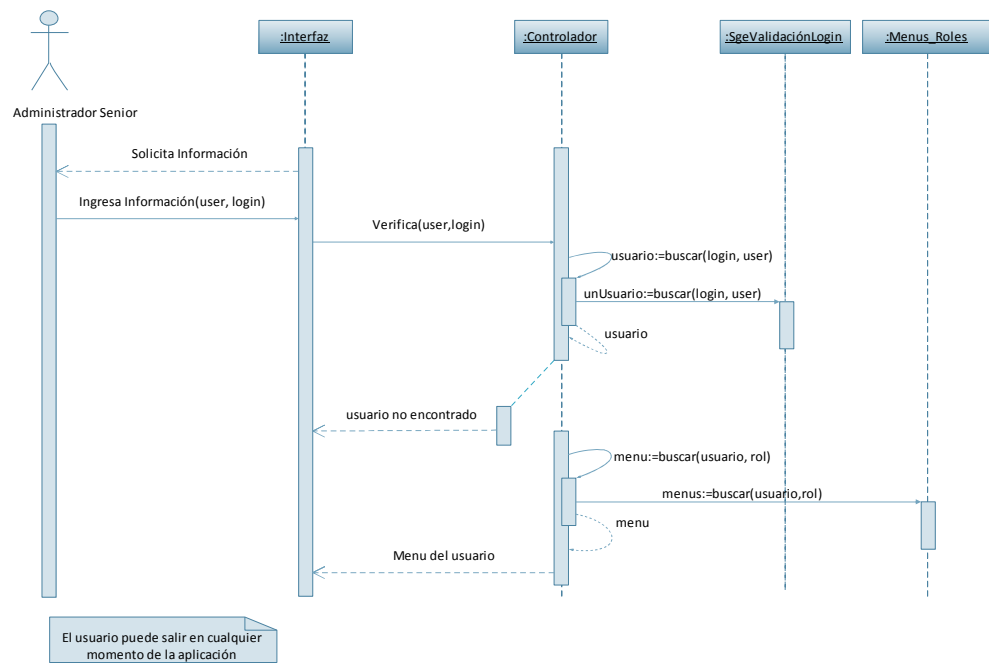 :Interfaz
:Controlador
:SgeValidaciónLogin
:Menus_Roles
Administrador Senior
Solicita Información
Ingresa Información(user, login)
Verifica(user,login)
usuario:=buscar(login, user)
unUsuario:=buscar(login, user)
usuario
usuario no encontrado
menu:=buscar(usuario, rol)
menus:=buscar(usuario,rol)
menu
Menu del usuario
El usuario puede salir en cualquier
momento de la aplicación